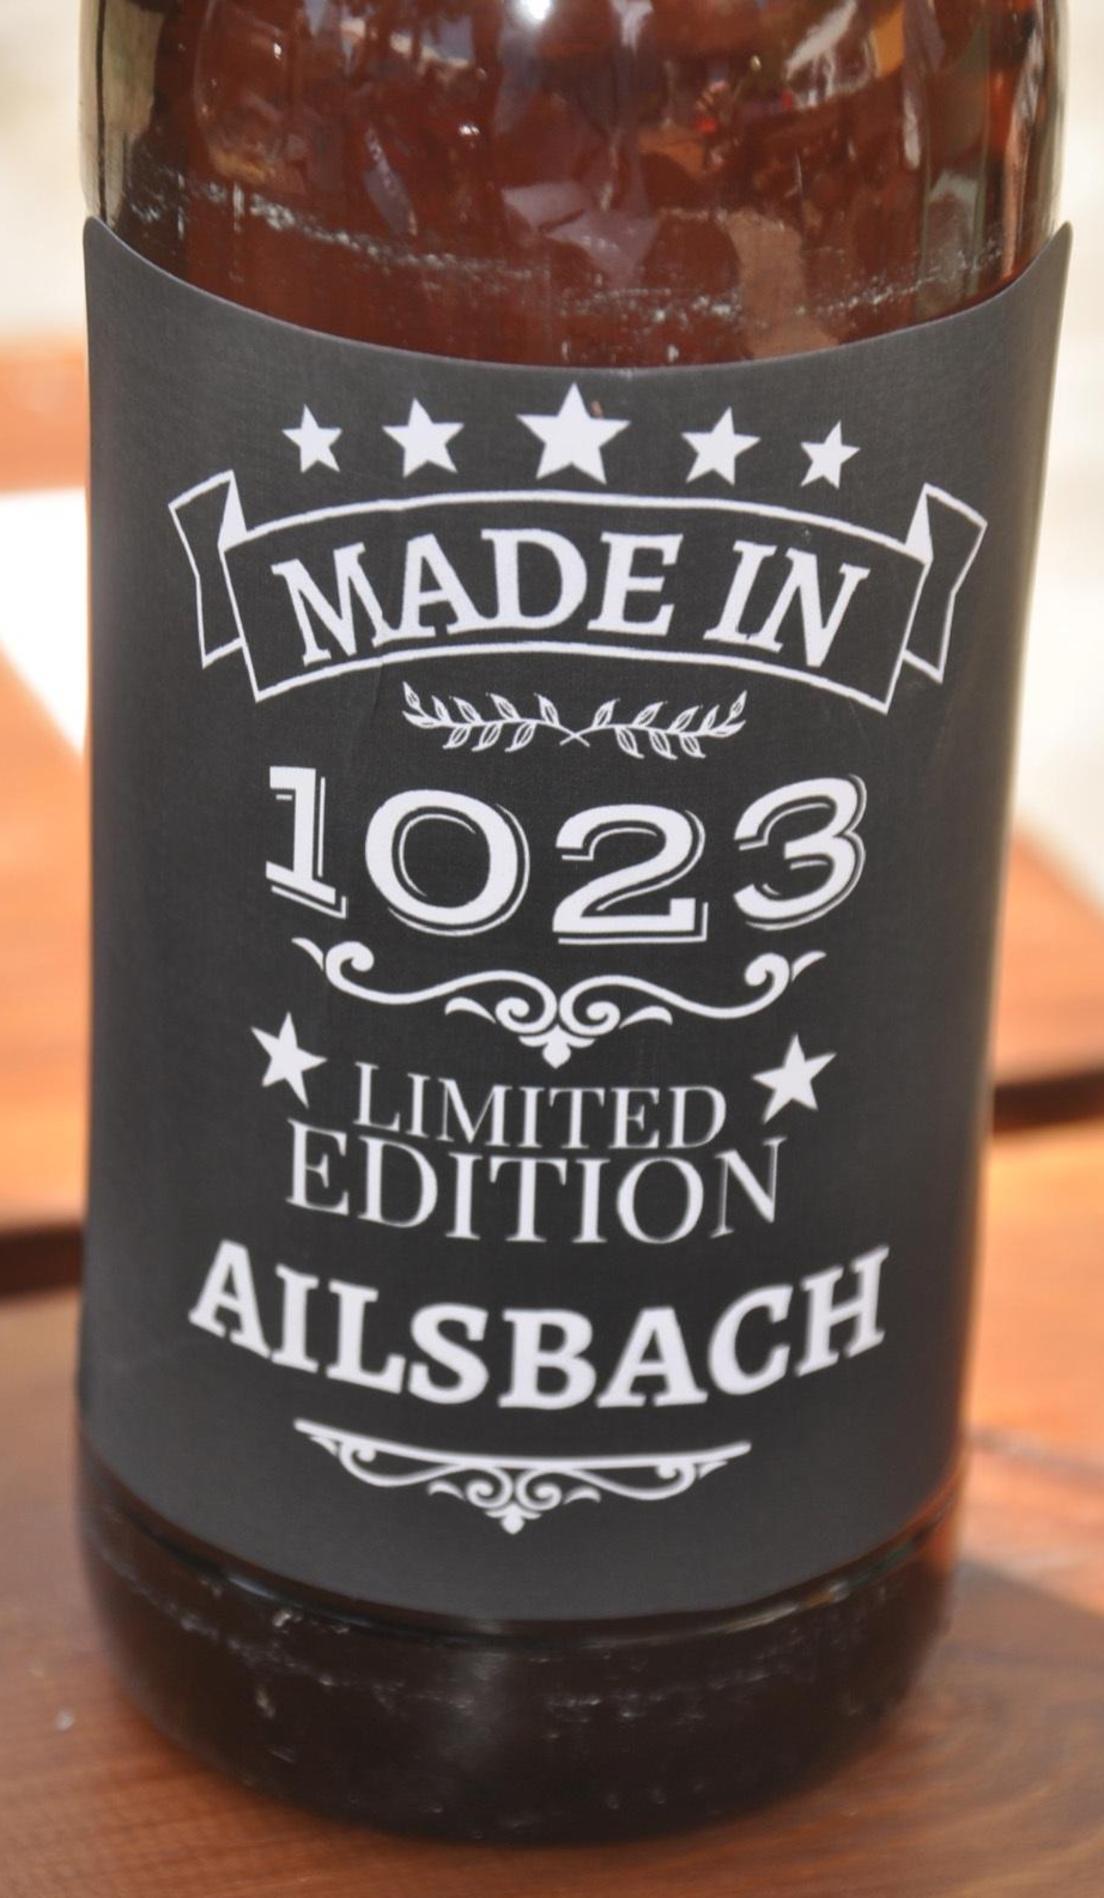 MADE IN
1023
LIMITED
EDITION
AILSBACH